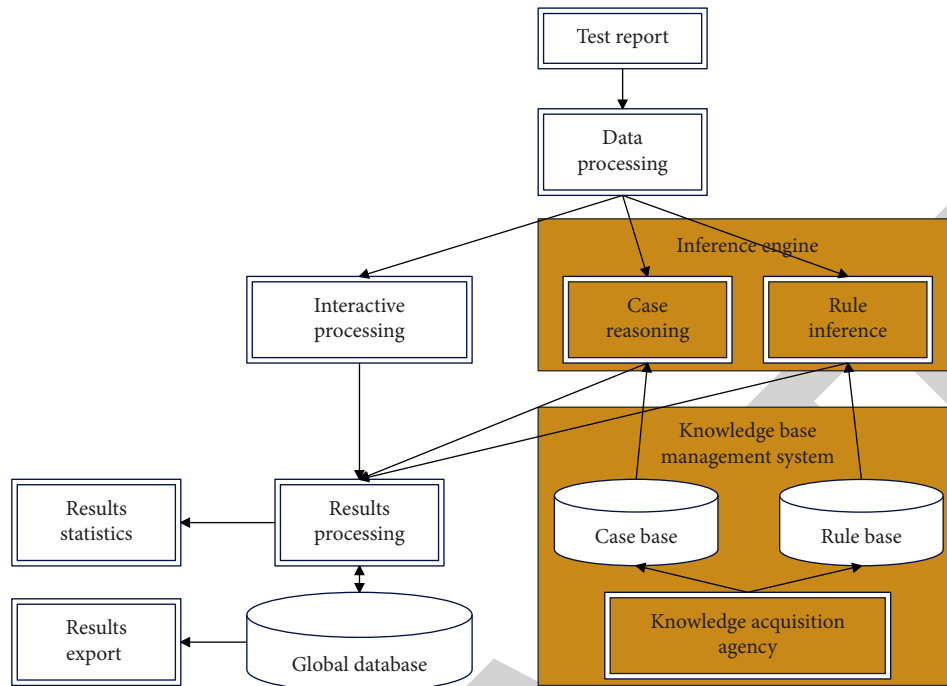 Test report
Data
processing
Inference engine
Interactive
processing
Case
reasoning
Rule
inference
Knowledge base
management system
Results
statistics
Results
processing
Case base
Rule base
Results
export
Global database
Knowledge acquisition
agency